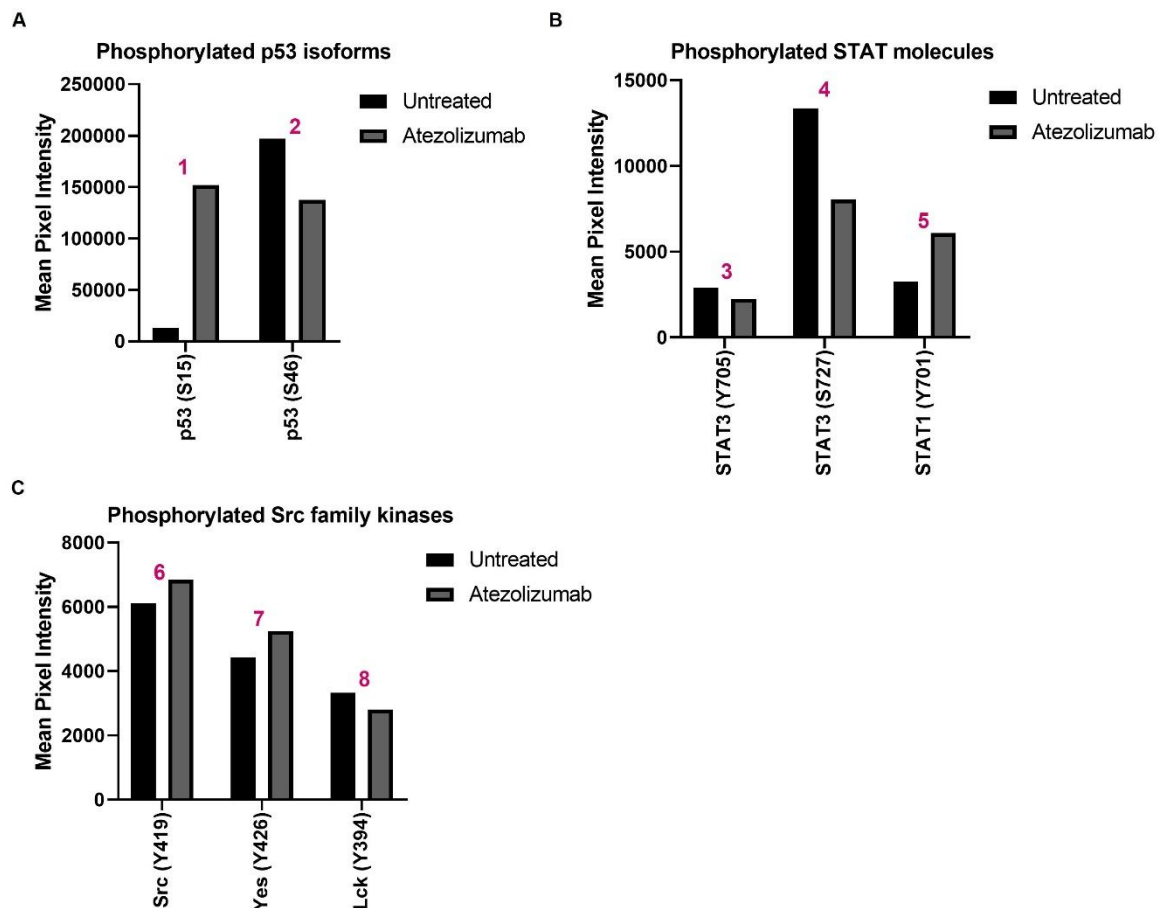 A
Phosphorylated p53 isoforms
Mean Pixel Intensity
250000
200000
150000
100000
50000
0
1
2
p53 (S15)
p53 (S46)
Untreated
Atezolizumab
B
Phosphorylated STAT molecules
Mean Pixel Intensity
15000
10000
5000
0
3
4
5
STAT3 (Y705)
STAT3 (S727)
STAT1 (Y701)
Untreated
Atezolizumab
C
Phosphorylated Src family kinases
Mean Pixel Intensity
8000
6000
4000
2000
0
6
7
8
Src (Y419)
Yes (Y426)
Lck (Y394)
Untreated
Atezolizumab